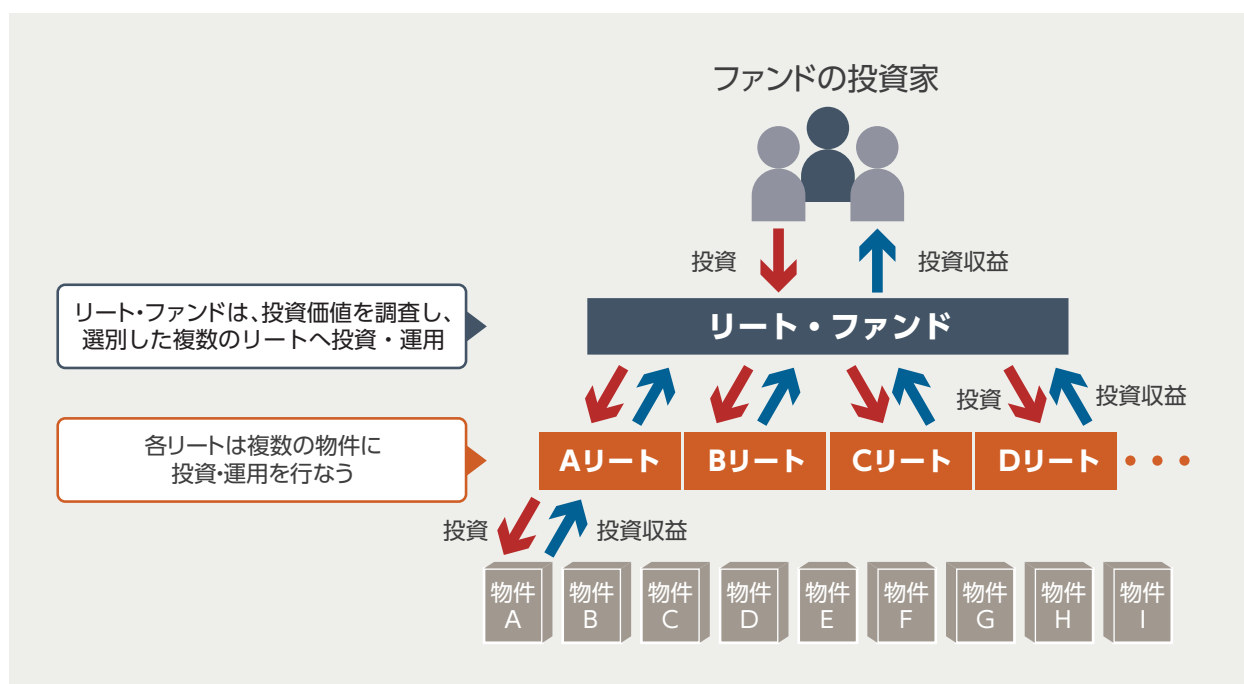 ファンドの投資家
投資
投資収益
リート・ファンドは、投資価値を調査し、
選別した複数のリートへ投資・運用
リート・ファンド
投資
投資収益
各リートは複数の物件に
投資・運用を行なう
Aリート
Bリート
Cリート
Dリート
・・・
投資
投資収益
物件
A
物件
B
物件
C
物件
D
物件
E
物件
F
物件
G
物件
H
物件
I